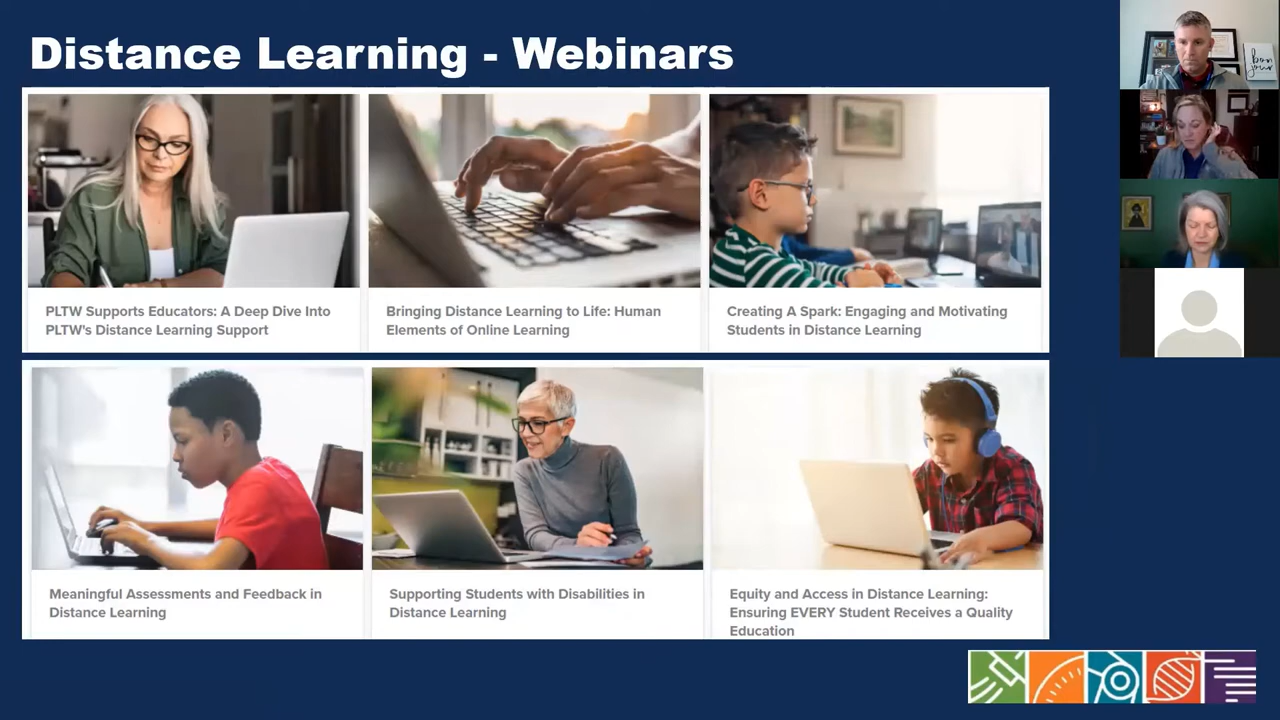 Distance Learning - Webinars
PLTW Supports Educators: A Deep Dive Into
PLTW's Distance Learning Support
Bringing Distance Learning to Life: Human
Elements of Online Learning
Creating A Spark: Engaging and Motivating
Students in Distance Learning
Meaningful Assessments and Feedback in
Distance Learning
Supporting Students with Disabilities in
Distance Learning
Equity and Access in Distance Learning:
Ensuring EVERY Student Receives a Quality
Education
bon
jour